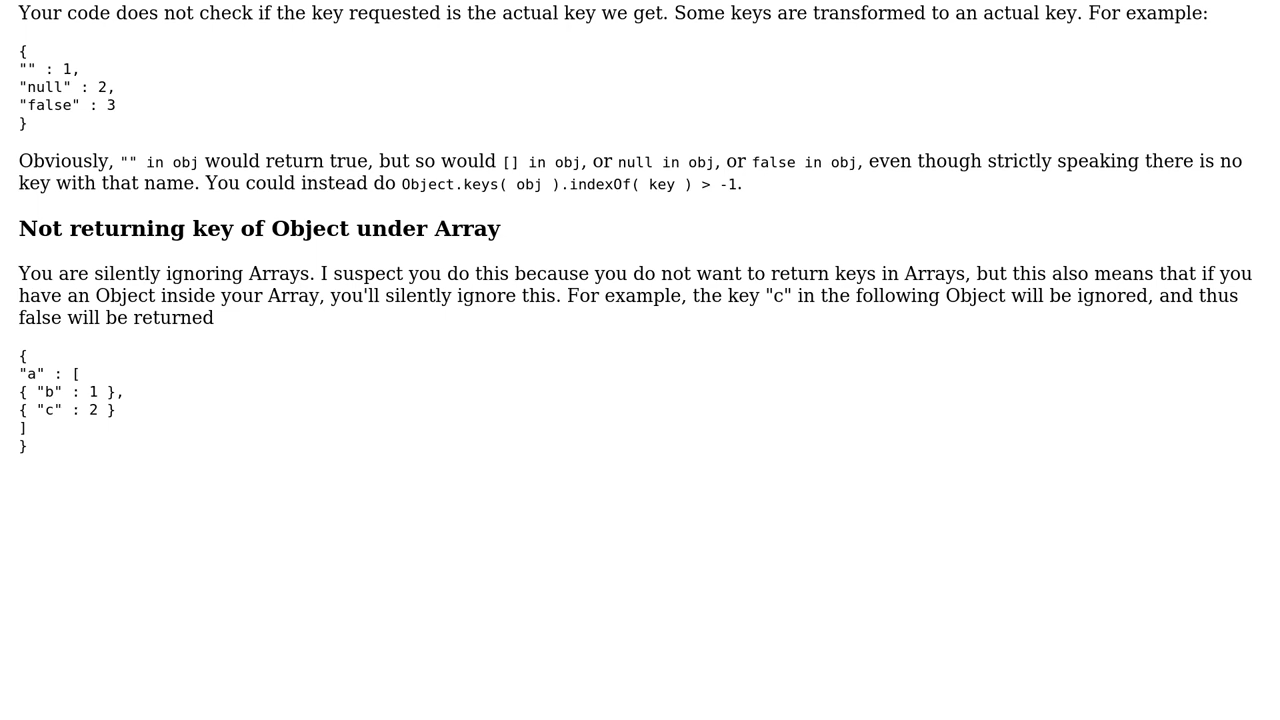 Your code does not check if the key requested is the actual key we get. Some keys are transformed to an actual key. For example:
{
"" : 1,
"null" : 2,
"false" : 3
}
Obviously, "" in obj would return true, but so would [] in obj, or null in obj, or false in obj, even though strictly speaking there is no
key with that name. You could instead do Object.keys( obj ).indexOf( key ) > -1.
Not returning key of Object under Array
You are silently ignoring Arrays. I suspect you do this because you do not want to return keys in Arrays, but this also means that if you
have an Object inside your Array, you'll silently ignore this. For example, the key "c" in the following Object will be ignored, and thus
false will be returned
{
"a" : [
{ "b" : 1 },
{ "c" : 2 }
]
}